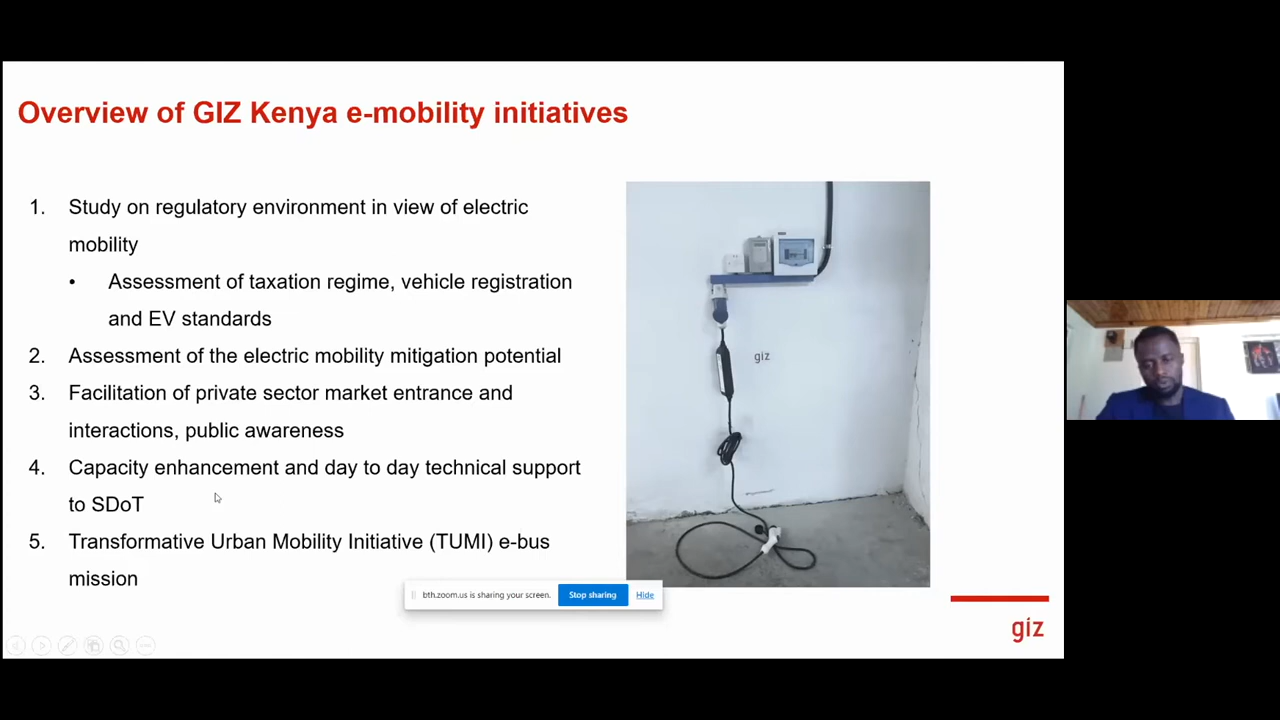 Overview of GIZ Kenya e-mobility initiatives
1. Study on regulatory environment in view of electric
mobility
• Assessment of taxation regime, vehicle registration
and EV standards
2. Assessment of the electric mobility mitigation potential
3. Facilitation of private sector market entrance and
interactions, public awareness
4. Capacity enhancement and day to day technical support
to SDoT
5. Transformative Urban Mobility Initiative (TUMI) e-bus
mission
giz
bth.zoom.us is sharing your screen. Stop sharing Hide
giz